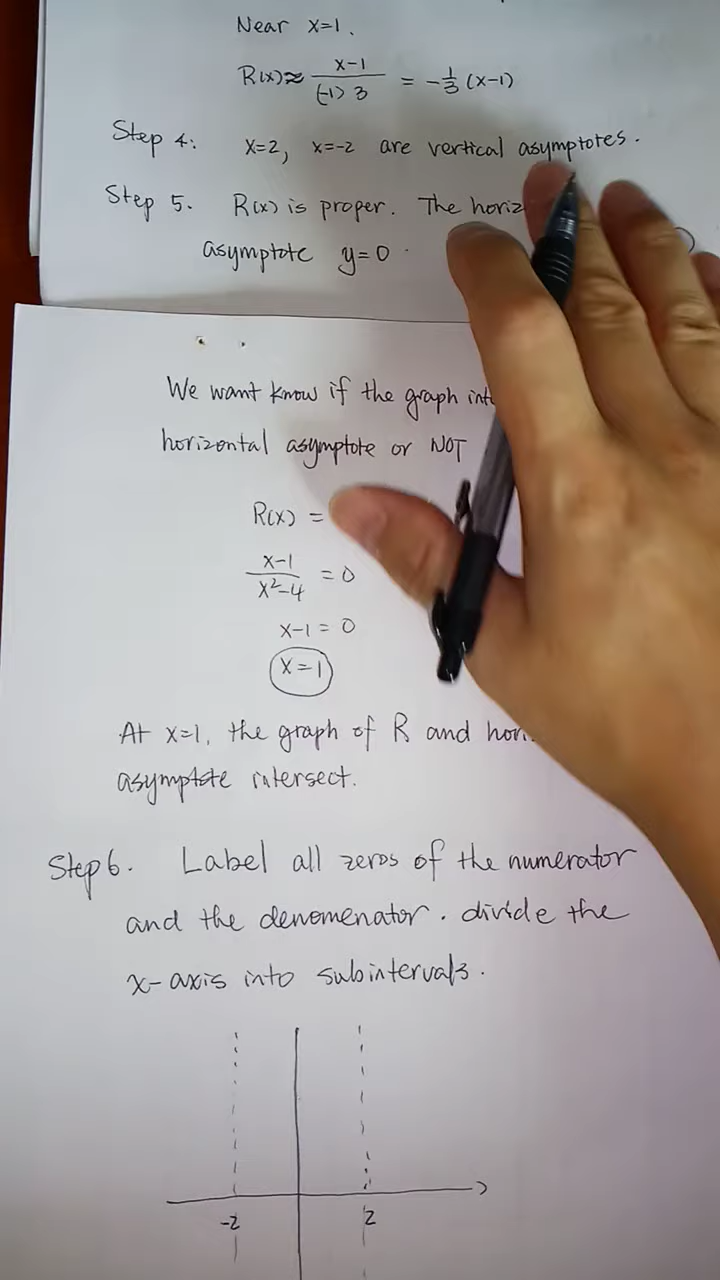 Near x=1.
R(x)≈ x-1 / (-1) 3 = -1/3 (x-1)
Step 4: x=2, x=-2 are vertical asymptotes.
Step 5. R(x) is proper. The horiz
asymptote y=0
We want know if the graph int
horizontal asymptote or NOT
R(x) =
x-1 / x²-4 = 0
x-1 = 0
x=1
At x=1, the graph of R and hori
asymptote intersect.
Step 6. Label all zeros of the numerator
and the denomenator. divide the
x-axis into subintervals.
-2 2